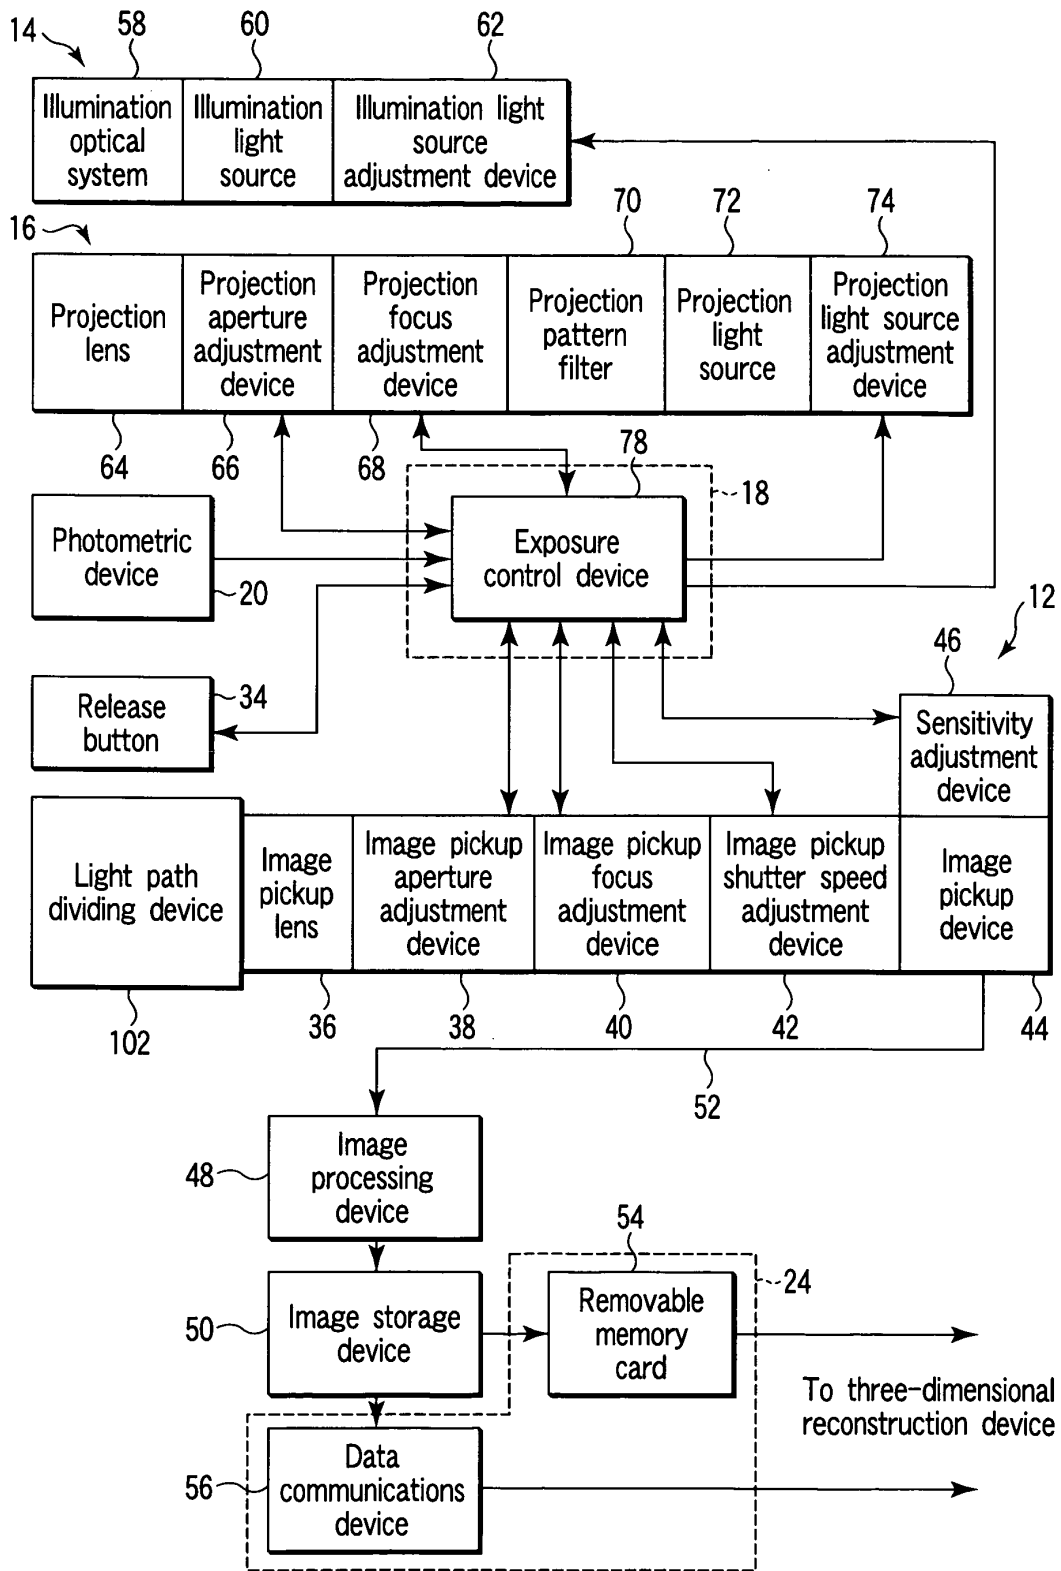 14
58
60
62
Illumination
optical
system
Illumination
light
source
Illumination light
source
adjustment device
16
70
72
74
Projection
lens
Projection
aperture
adjustment
device
Projection
focus
adjustment
device
Projection
pattern
filter
Projection
light
source
Projection
light source
adjustment
device
64
66
68
78
18
Photometric
device
20
Exposure
control device
12
46
34
Release
button
Sensitivity
adjustment
device
Light path
dividing device
Image
pickup
lens
Image pickup
aperture
adjustment
device
Image pickup
focus
adjustment
device
Image pickup
shutter speed
adjustment
device
Image
pickup
device
102
36
38
40
42
44
52
48
Image
processing
device
54
24
50
Image storage
device
Removable
memory
card
To three-dimensional
reconstruction device
56
Data
communications
device